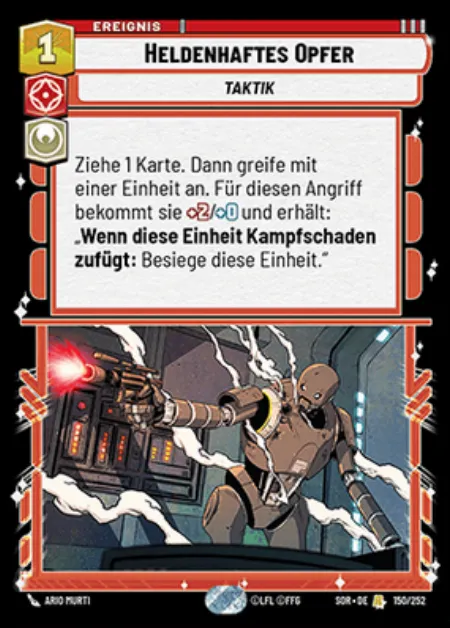 EREIGNIS
1
HELDENHAFTES OPFER
TAKTIK
Ziehe 1 Karte. Dann greife mit
einer Einheit an. Für diesen Angriff
bekommt sie +2/+0 und erhält:
„Wenn diese Einheit Kampfschaden
zufügt: Besiege diese Einheit.“
ARIO MURTI
©LFL ©FFG
SOR • DE
150/252